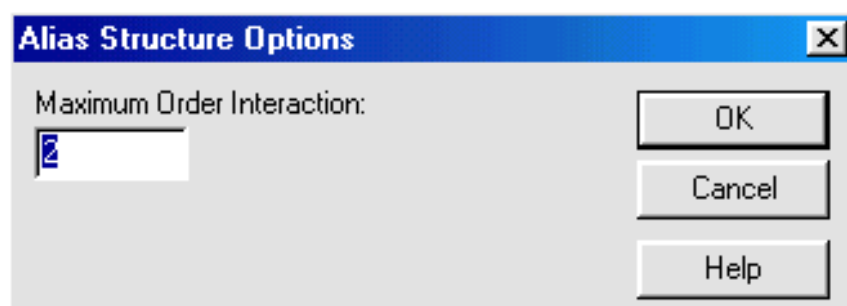 Alias Structure Options
Maximum Order Interaction:
2
OK
Cancel
Help